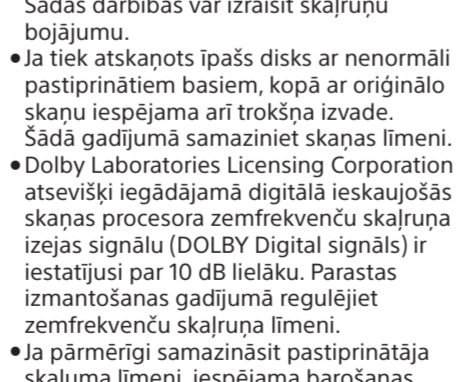 Šādas darbības var izraisīt skaļruņu
bojājumu.
●Ja tiek atskaņots īpašs disks ar nenormāli
pastiprinātiem basiem, kopā ar oriģinālo
skaņu iespējama arī trokšņa izvade.
Šādā gadījumā samaziniet skaņas līmeni.
●Dolby Laboratories Licensing Corporation
atsevišķi iegādājamā digitālā ieskaujošās
skaņas procesora zemfrekvenču skaļruņa
izejas signālu (DOLBY Digital signāls) ir
iestatījusi par 10 dB lielāku. Parastas
izmantošanas gadījumā regulējiet
zemfrekvenču skaļruņa līmeni.
●Ja pārmērīgi samazināsit pastiprinātāja
skaļuma līmeni, iespējama barošanas